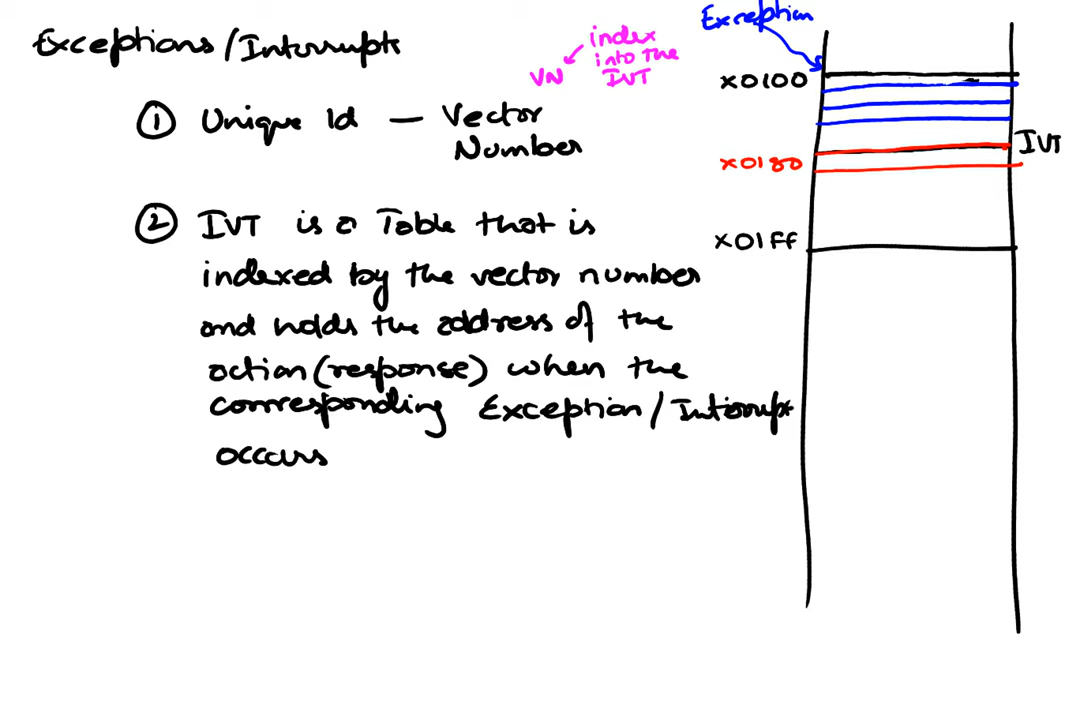 Exceptions/Interrupts
① Unique Id — Vector
Number
VN
index
into the
IVT
② IVT is a Table that is
indexed by the vector number
and holds the address of the
action (response) when the
corresponding Exception/Interrupt
occurs
Exception
x0100
x0180
x01FF
IVT